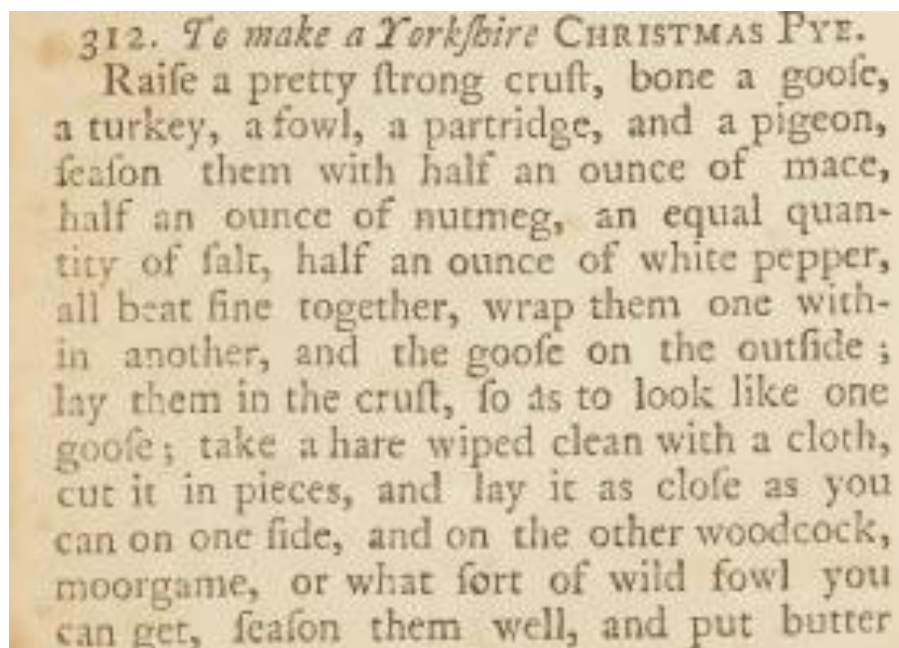 312. To make a Yorkſhire CHRISTMAS PYE.
Raiſe a pretty ſtrong cruſt, bone a gooſe,
a turkey, a fowl, a partridge, and a pigeon,
ſeaſon them with half an ounce of mace,
half an ounce of nutmeg, an equal quan-
tity of ſalt, half an ounce of white pepper,
all beat fine together, wrap them one with-
in another, and the gooſe on the outſide ;
lay them in the cruſt, ſo as to look like one
gooſe ; take a hare wiped clean with a cloth,
cut it in pieces, and lay it as cloſe as you
can on one ſide, and on the other woodcock,
moorgame, or what ſort of wild fowl you
can get, ſeaſon them well, and put butter